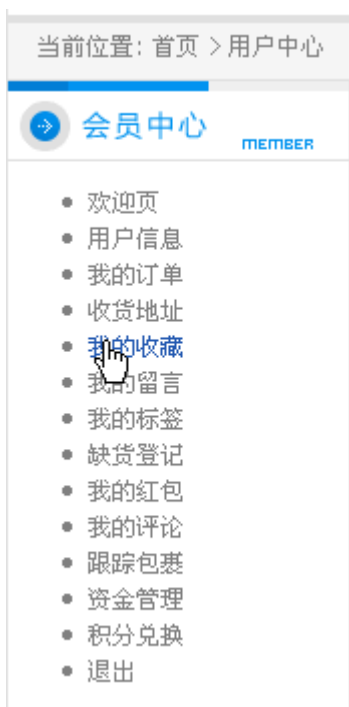 当前位置: 首页 > 用户中心
会员中心 MEMBER
欢迎页
用户信息
我的订单
收货地址
我的收藏
我的留言
我的标签
缺货登记
我的红包
我的评论
跟踪包裹
资金管理
积分兑换
退出